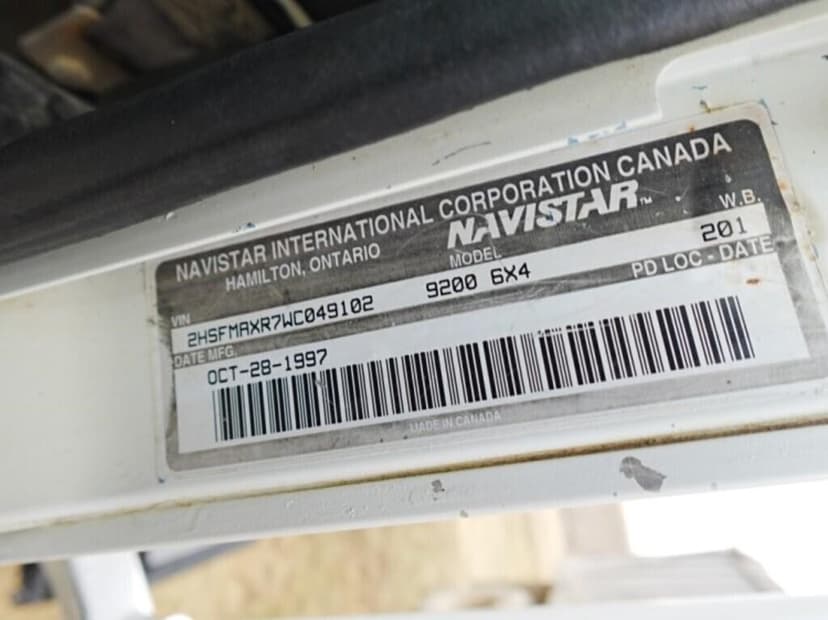 NAVISTAR INTERNATIONAL CORPORATION CANADA
HAMILTON, ONTARIO
NAVISTAR™
VIN
MODEL
W.B.
2HSFMAXR7WC049102
9200 6X4
201
DATE MFG.
PD LOC - DATE
OCT-28-1997
MADE IN CANADA